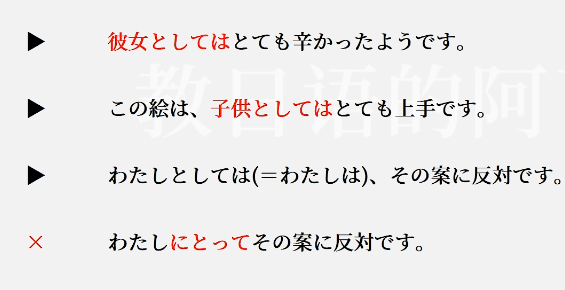 ▶ 彼女としてはとても辛かったようです。
▶ この絵は、子供としてはとても上手です。
▶ わたしとしては(＝わたしは)、その案に反対です。
× わたしにとってその案に反対です。
教日语的阿